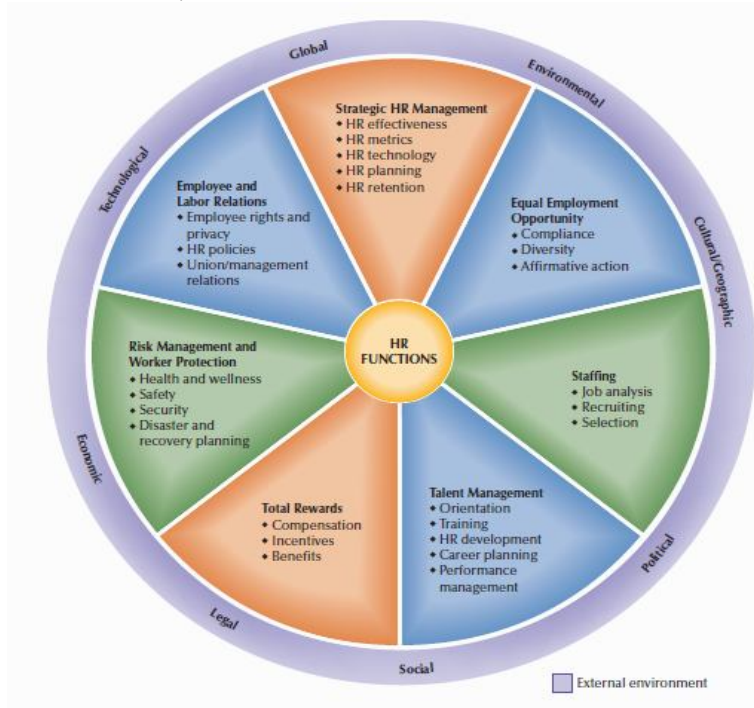 Global
Environmental
Technological
Cultural/Geographic
Strategic HR Management
◆ HR effectiveness
◆ HR metrics
◆ HR technology
◆ HR planning
◆ HR retention
Employee and
Labor Relations
◆ Employee rights and
privacy
◆ HR policies
◆ Union/management
relations
Equal Employment
Opportunity
◆ Compliance
◆ Diversity
◆ Affirmative action
HR
FUNCTIONS
Risk Management and
Worker Protection
◆ Health and wellness
◆ Safety
◆ Security
◆ Disaster and
recovery planning
Staffing
◆ Job analysis
◆ Recruiting
◆ Selection
Total Rewards
◆ Compensation
◆ Incentives
◆ Benefits
Talent Management
◆ Orientation
◆ Training
◆ HR development
◆ Career planning
◆ Performance
management
Economic
Political
Legal
Social
External environment